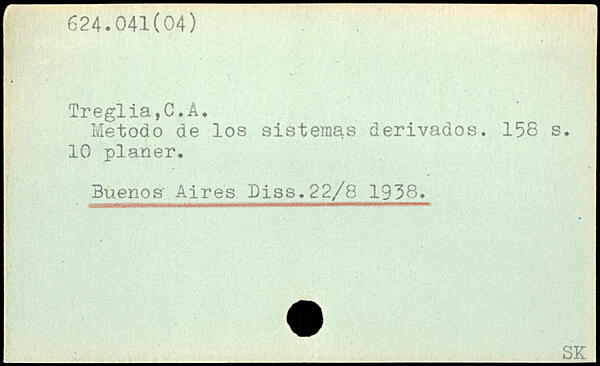 624.041(04)
Treglia,C.A.
Metodo de los sistemas derivados. 158 s.
10 planer.
Buenos Aires Diss.22/8 1938.
SK